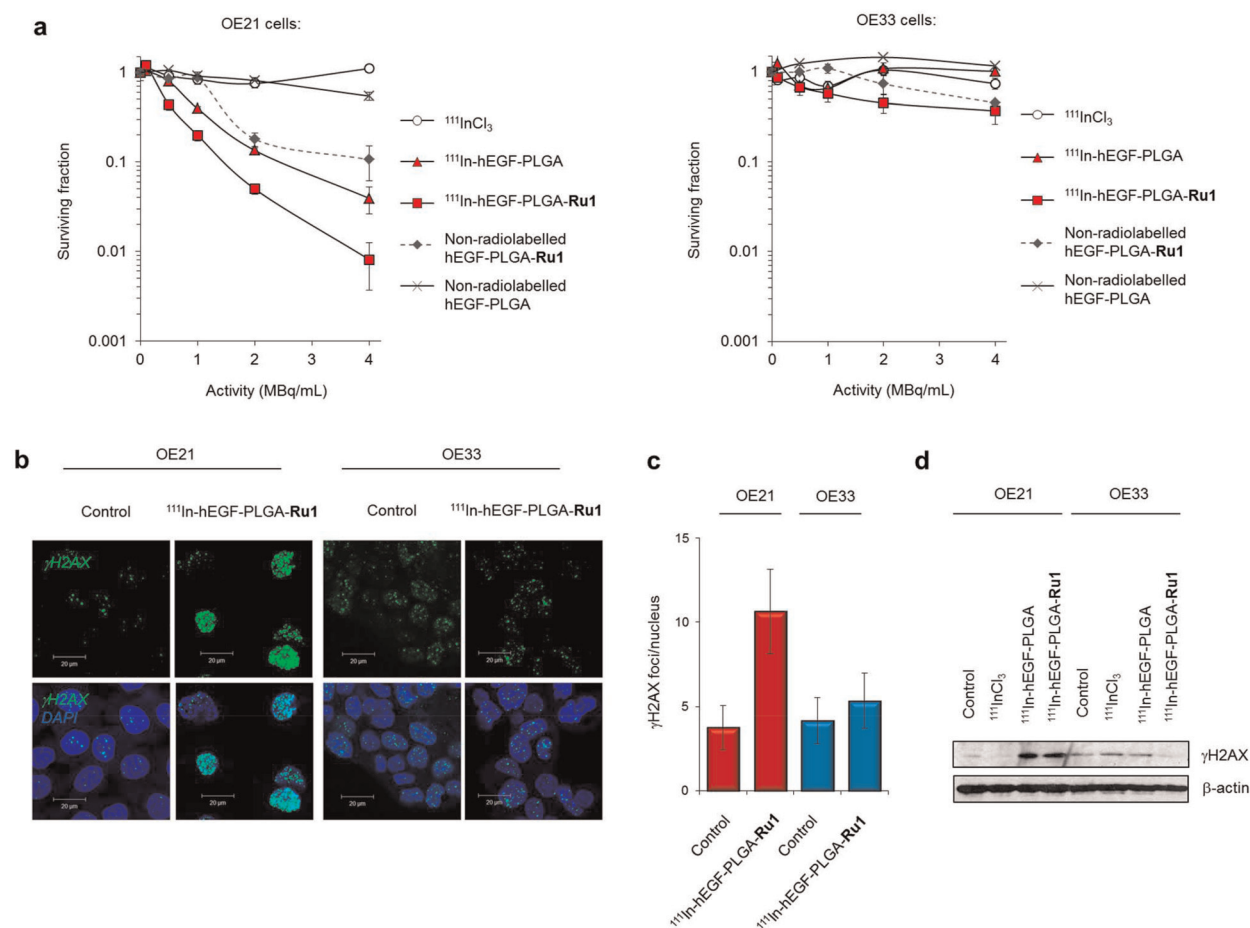 a
OE21 cells:
Surviving fraction
1
0.1
0.01
0.001
0
1
2
3
4
Activity (MBq/mL)
¹¹¹InCl₃
¹¹¹In-hEGF-PLGA
¹¹¹In-hEGF-PLGA-Ru1
Non-radiolabelled
hEGF-PLGA-Ru1
Non-radiolabelled
hEGF-PLGA
OE33 cells:
Surviving fraction
1
0.1
0.01
0.001
0
1
2
3
4
Activity (MBq/mL)
¹¹¹InCl₃
¹¹¹In-hEGF-PLGA
¹¹¹In-hEGF-PLGA-Ru1
Non-radiolabelled
hEGF-PLGA-Ru1
Non-radiolabelled
hEGF-PLGA
b
OE21
OE33
Control
¹¹¹In-hEGF-PLGA-Ru1
Control
¹¹¹In-hEGF-PLGA-Ru1
γH2AX
20 µm
20 µm
20 µm
20 µm
γH2AX
DAPI
20 µm
20 µm
20 µm
20 µm
c
OE21
OE33
γH2AX foci/nucleus
15
10
5
0
Control
¹¹¹In-hEGF-PLGA-Ru1
Control
¹¹¹In-hEGF-PLGA-Ru1
d
OE21
OE33
Control
¹¹¹InCl₃
¹¹¹In-hEGF-PLGA
¹¹¹In-hEGF-PLGA-Ru1
Control
¹¹¹InCl₃
¹¹¹In-hEGF-PLGA
¹¹¹In-hEGF-PLGA-Ru1
γH2AX
β-actin